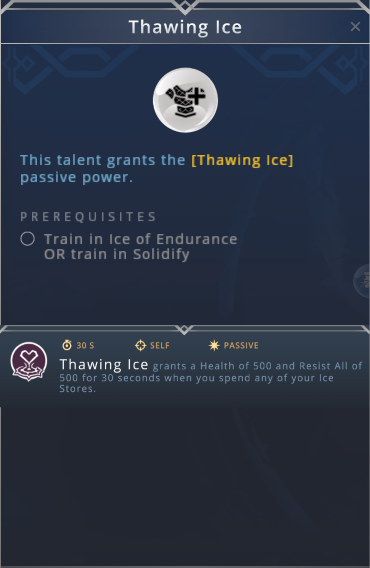 Thawing Ice
This talent grants the [Thawing Ice]
passive power.
PREREQUISITES
Train in Ice of Endurance
OR train in Solidify
30 S SELF PASSIVE
Thawing Ice grants a Health of 500 and Resist All of
500 for 30 seconds when you spend any of your Ice
Stores.